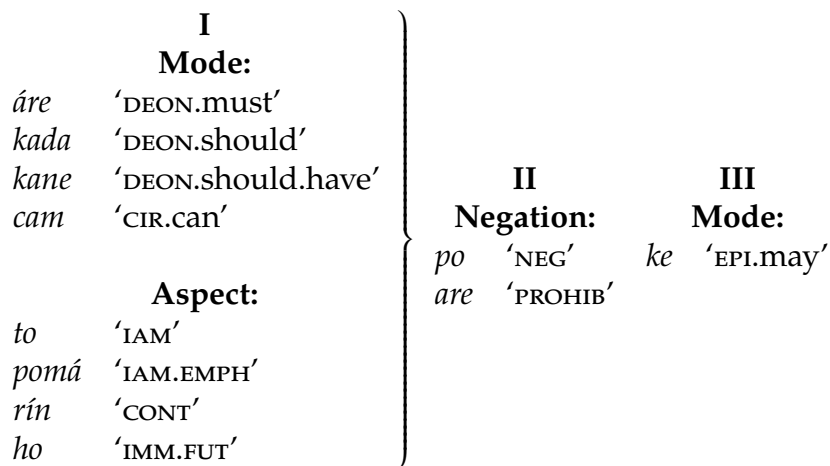 I
Mode:
áre ‘DEON.must’
kada ‘DEON.should’
kane ‘DEON.should.have’
cam ‘CIR.can’
Aspect:
to ‘IAM’
pomá ‘IAM.EMPH’
rín ‘CONT’
ho ‘IMM.FUT’
II
Negation:
po ‘NEG’
are ‘PROHIB’
III
Mode:
ke ‘EPI.may’